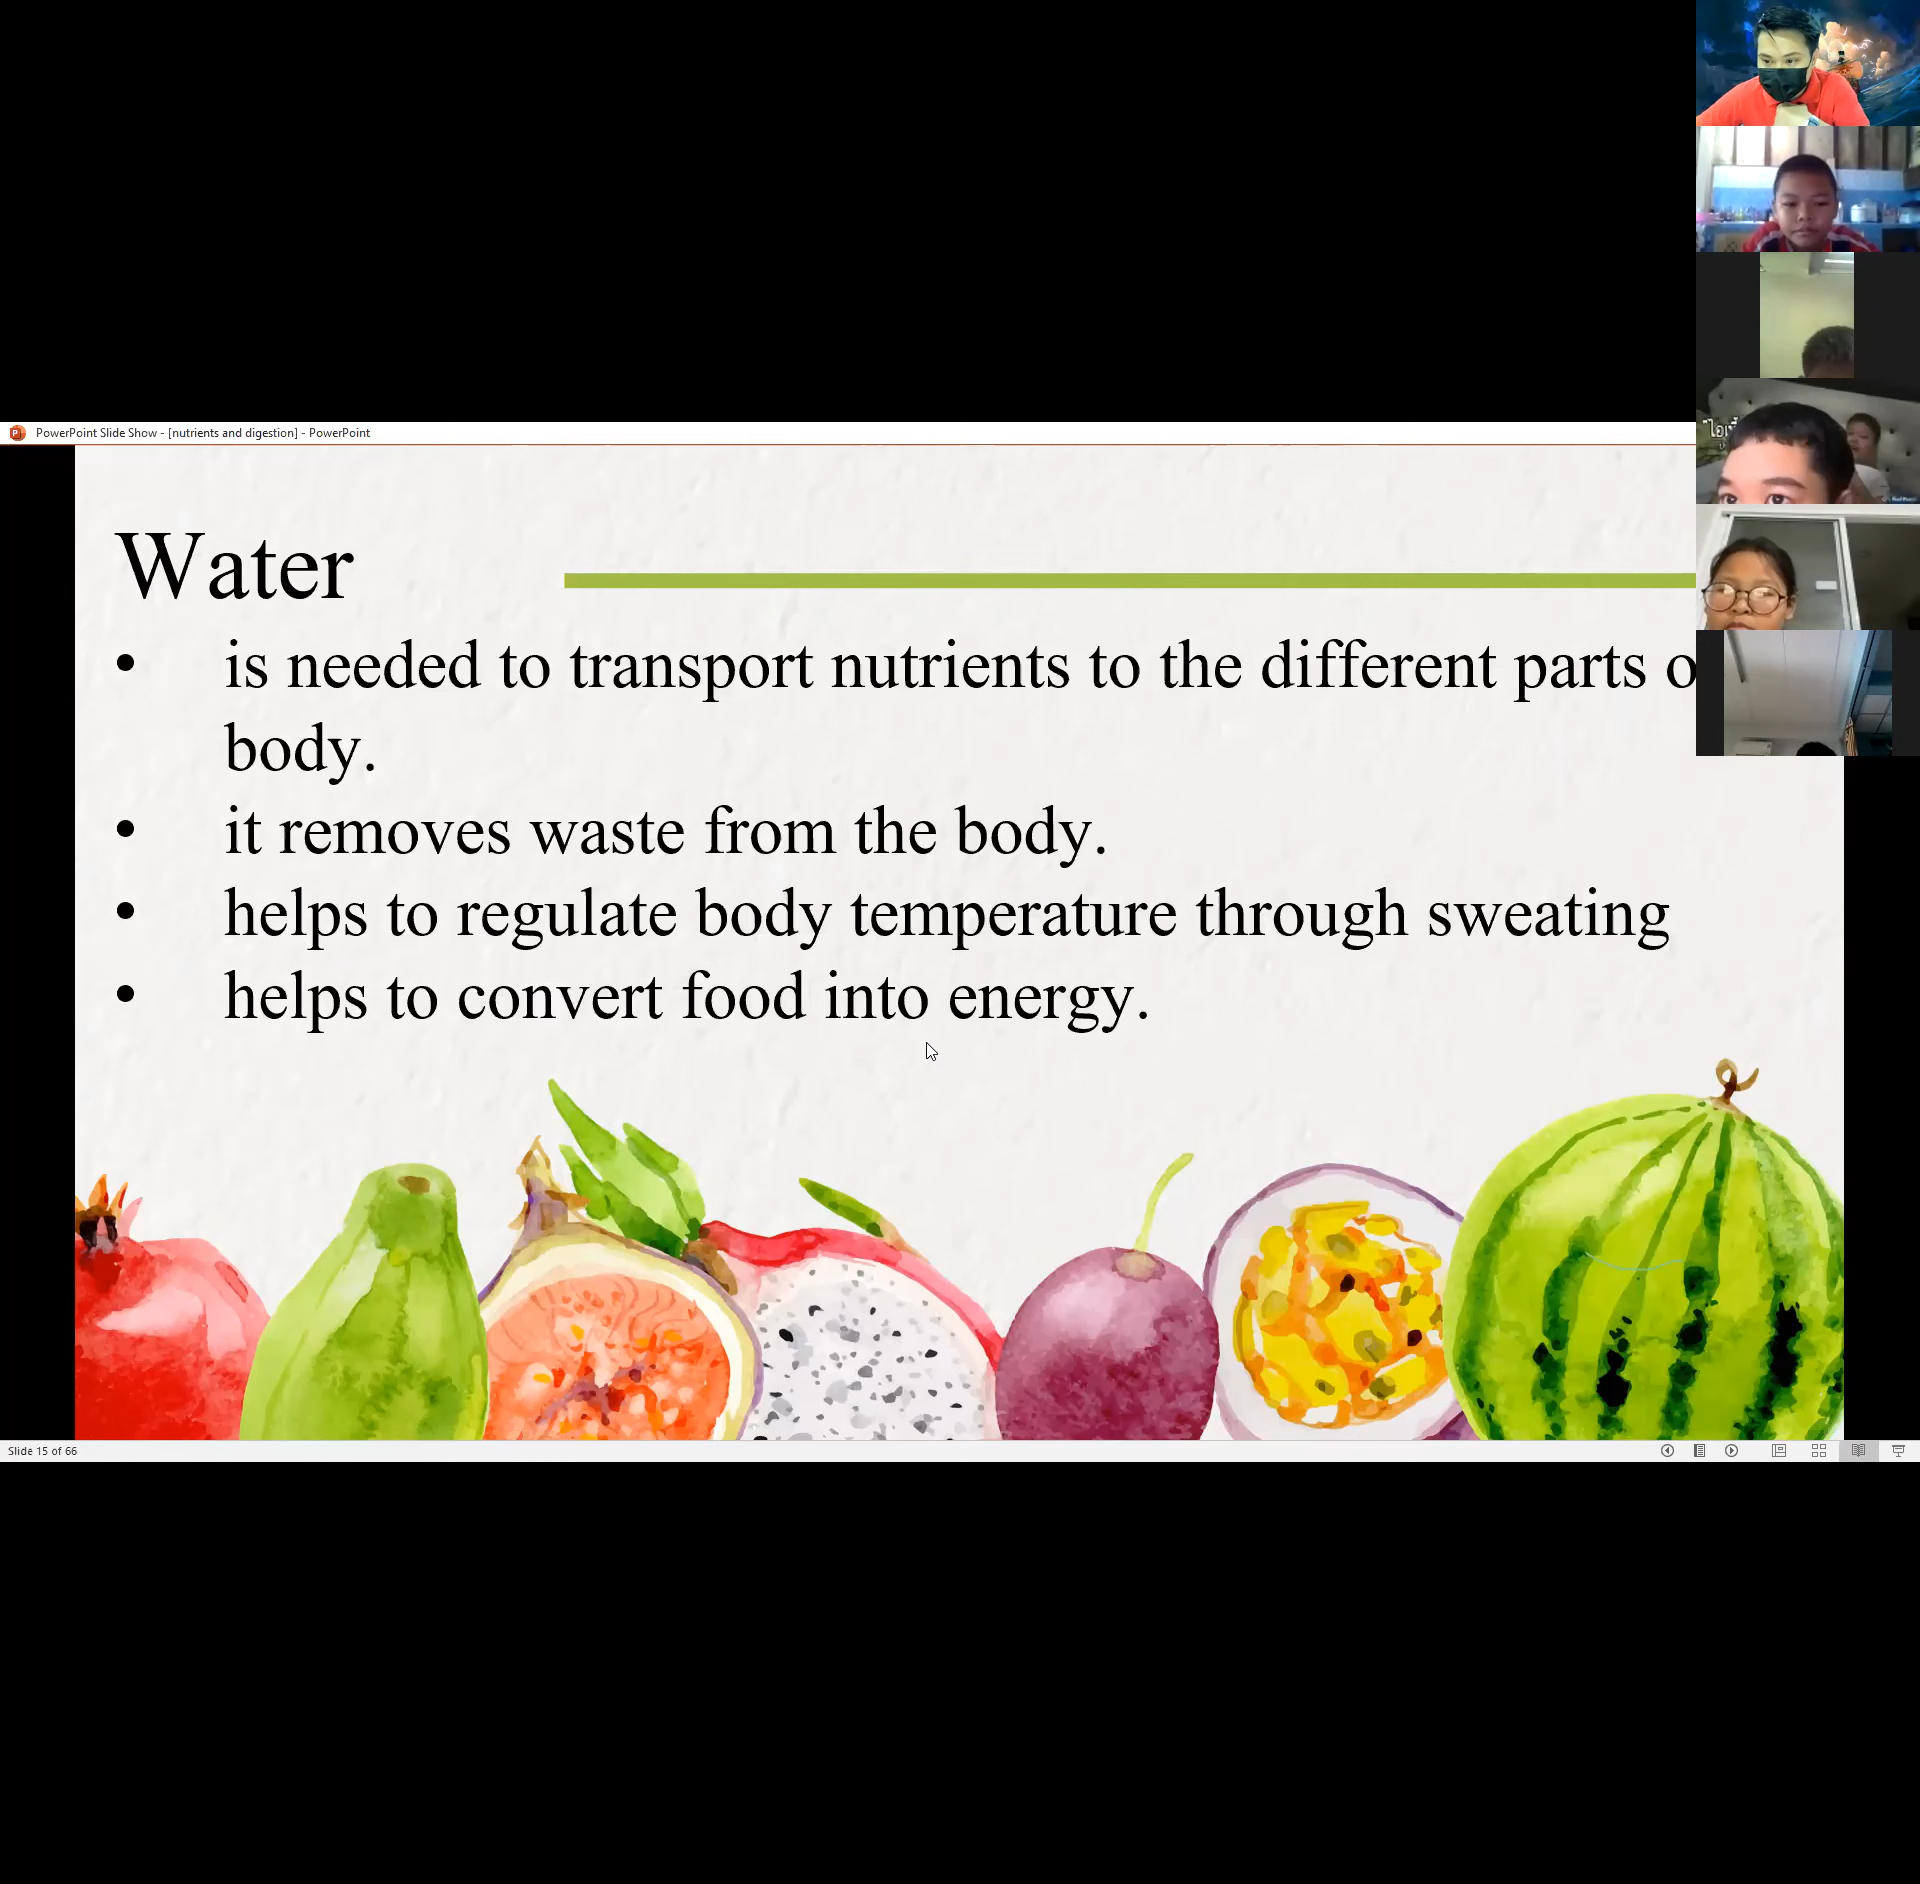 PowerPoint Slide Show - [nutrients and digestion] - PowerPoint
Water
• is needed to transport nutrients to the different parts
body.
• it removes waste from the body.
• helps to regulate body temperature through sweating
• helps to convert food into energy.
Slide 15 of 66